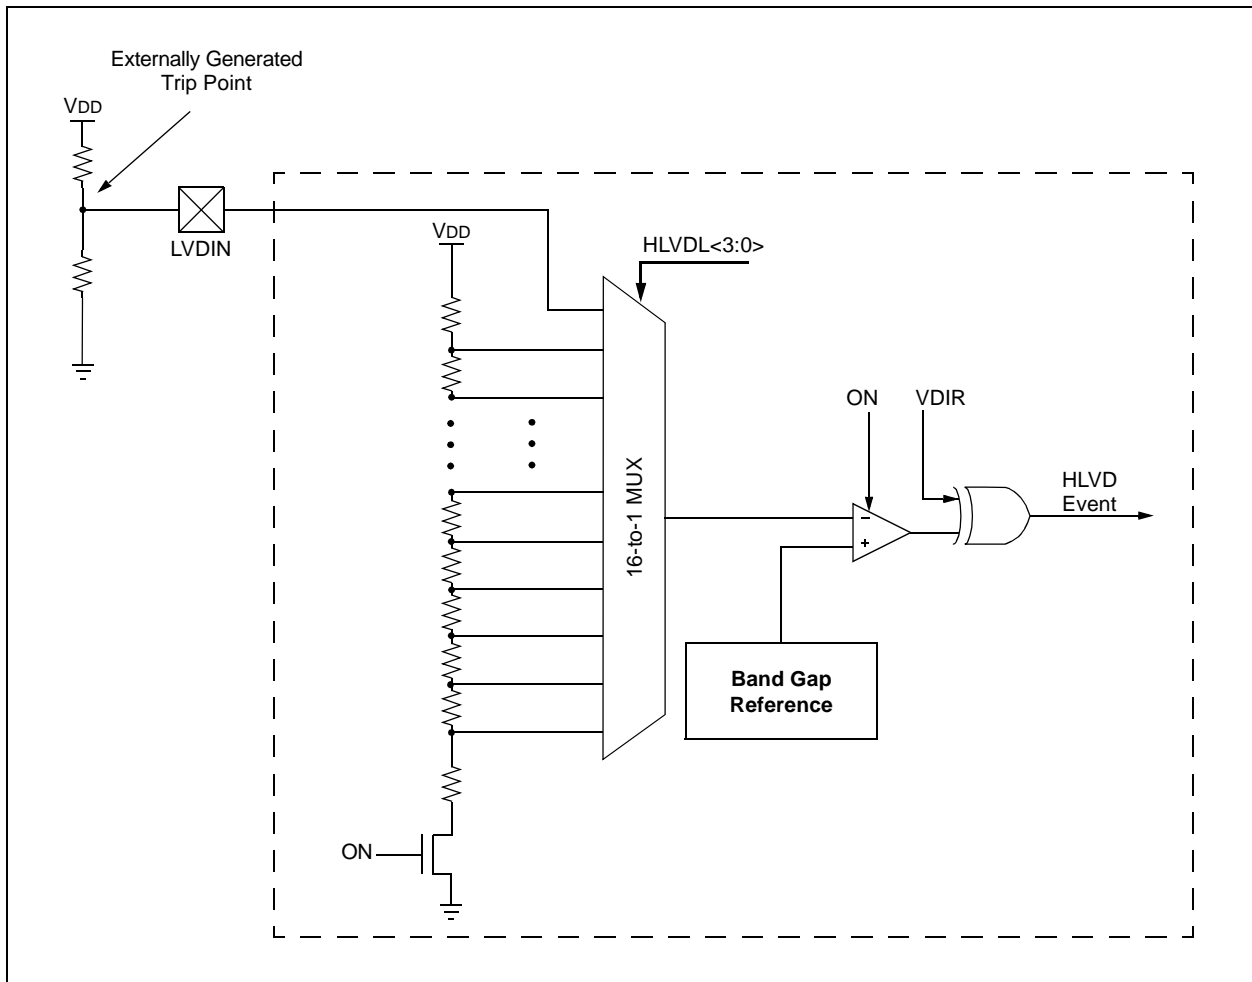 Externally Generated
Trip Point
VDD
LVDIN
VDD
HLVDL<3:0>
ON
VDIR
HLVD
Event
16-to-1 MUX
–
+
Band Gap
Reference
ON